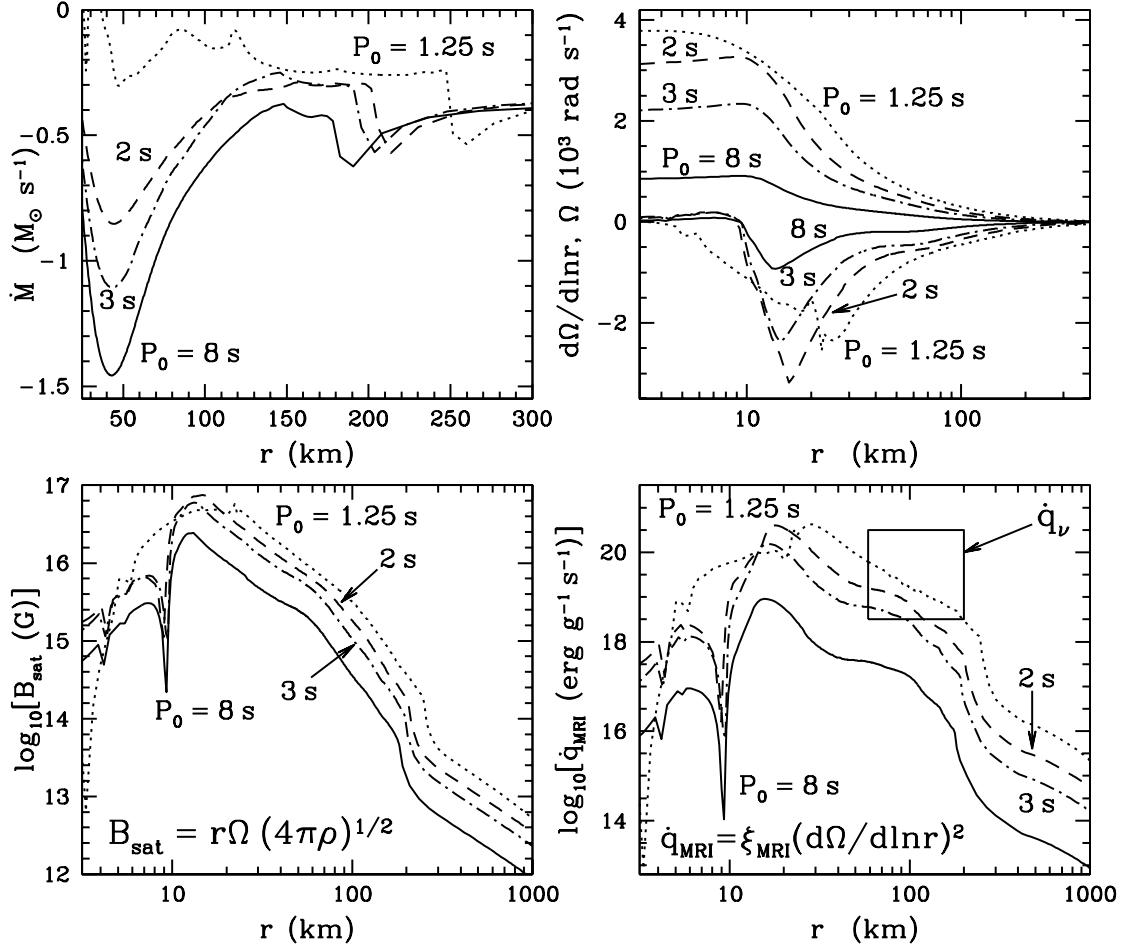 0
−0.5
−1
−1.5
Ṁ (M⊙ s⁻¹)
P₀ = 1.25 s
2 s
3 s
P₀ = 8 s
50 100 150 200 250 300
r (km)
4
2
0
−2
dΩ/dlnr, Ω (10³ rad s⁻¹)
2 s
P₀ = 1.25 s
3 s
P₀ = 8 s
8 s
3 s
2 s
P₀ = 1.25 s
10 100
r (km)
17
16
15
14
13
12
log₁₀[B_sat (G)]
P₀ = 1.25 s
2 s
3 s
P₀ = 8 s
B_sat = rΩ (4πρ)^1/2
10 100 1000
r (km)
20
18
16
14
log₁₀[q̇_MRI (erg g⁻¹ s⁻¹)]
P₀ = 1.25 s
q̇_ν
2 s
P₀ = 8 s
3 s
q̇_MRI=ξ_MRI(dΩ/dlnr)²
10 100 1000
r (km)